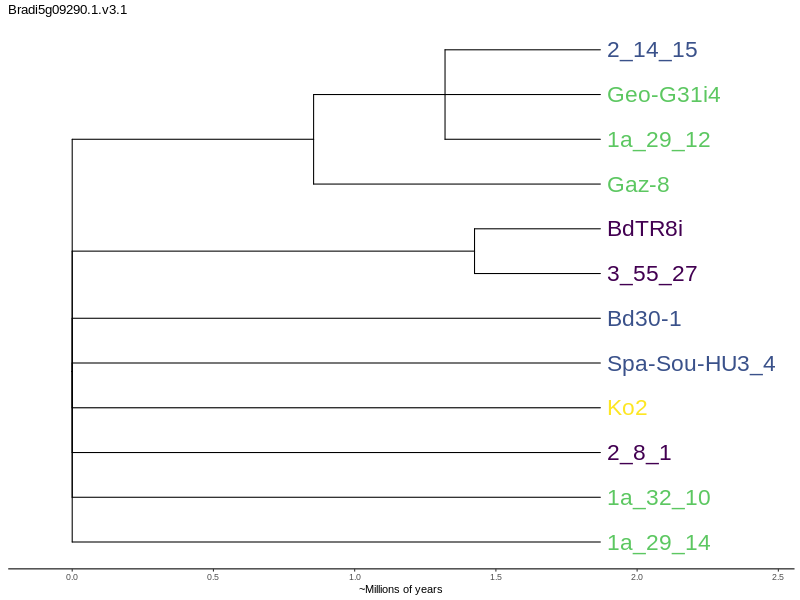 Bradi5g09290.1.v3.1
2_14_15
Geo-G31i4
1a_29_12
Gaz-8
BdTR8i
3_55_27
Bd30-1
Spa-Sou-HU3_4
Ko2
2_8_1
1a_32_10
1a_29_14
0.0 0.5 1.0 1.5 2.0 2.5
~Millions of years